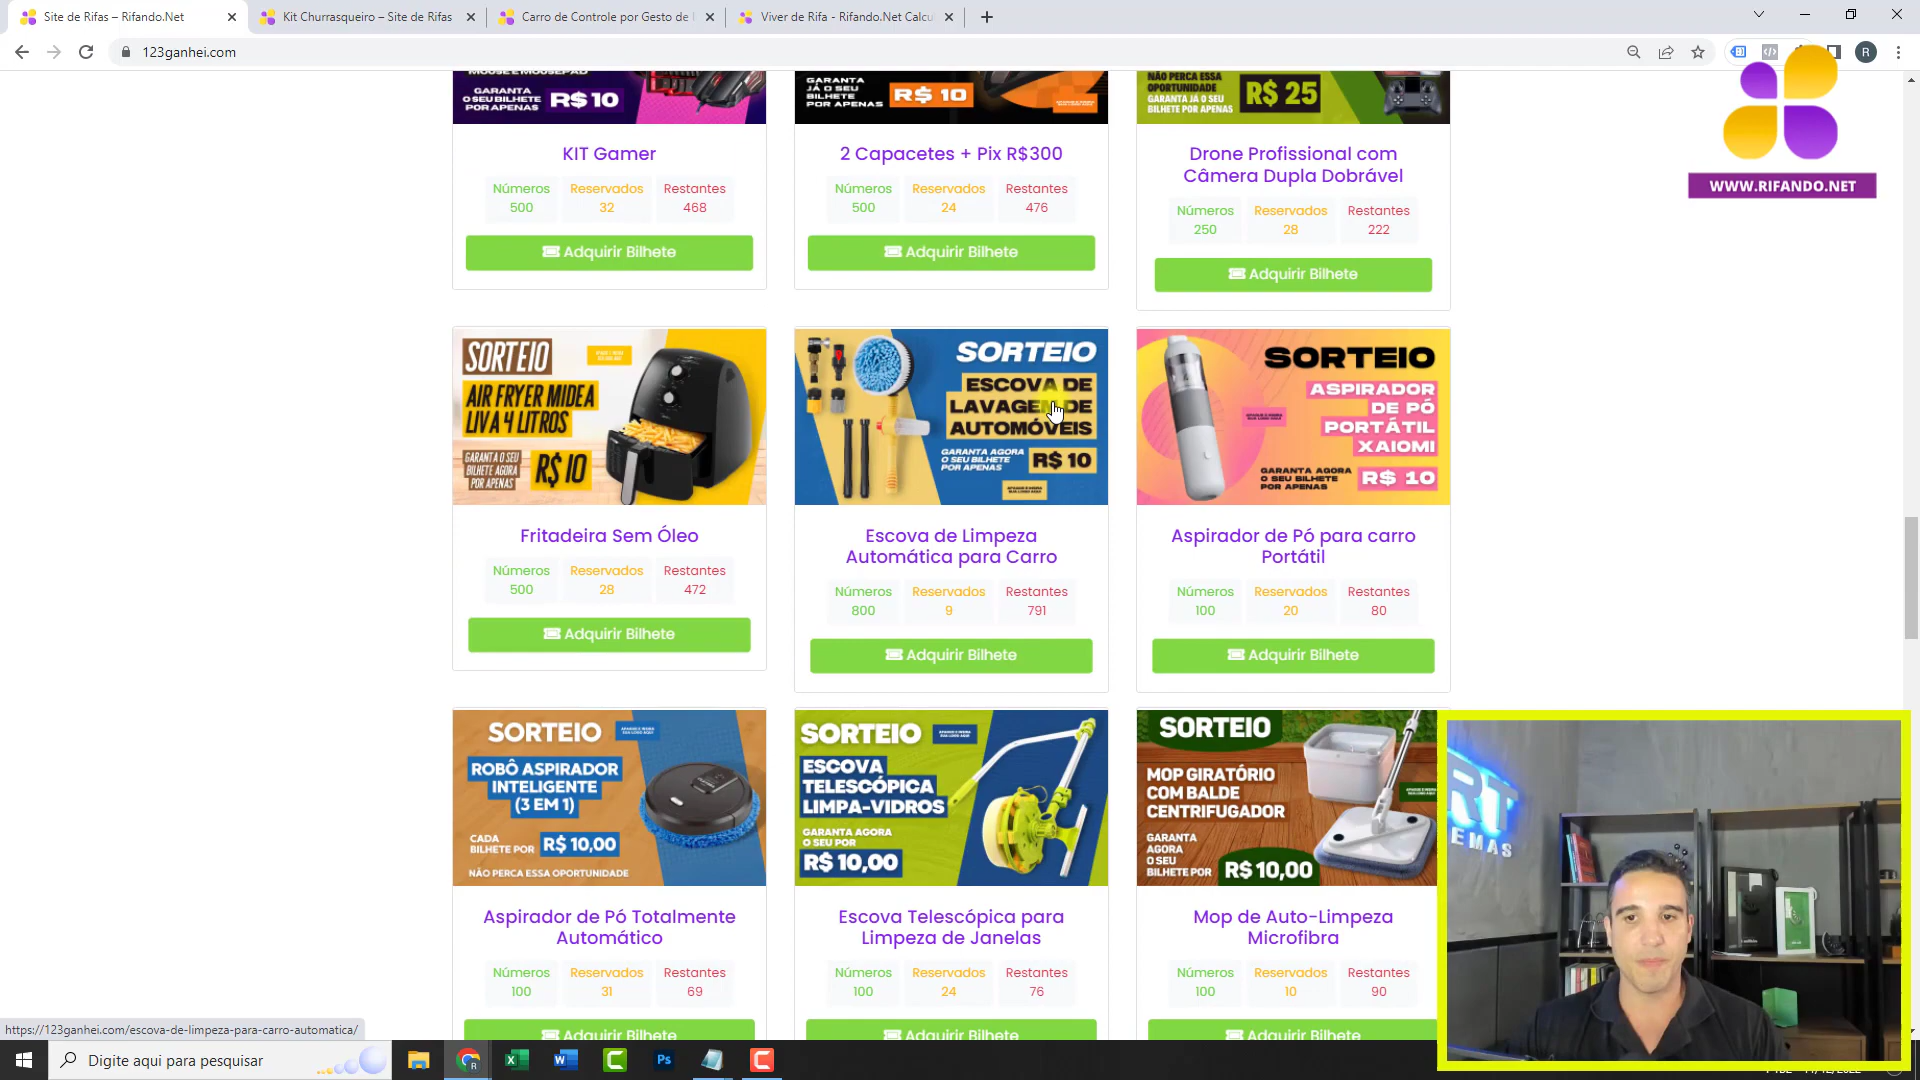 Site de Rifas – Rifando.Net
Kit Churrasqueiro – Site de Rifas
Carro de Controle por Gesto de
Viver de Rifa - Rifando.Net Calcu
123ganhei.com
R
MOUSE E MOUSEPAD
GARANTA
O SEU BILHETE
POR APENAS
R$ 10
GARANTA
JÁ O SEU
BILHETE
POR APENAS
R$ 10
NÃO PERCA ESSA
OPORTUNIDADE
GARANTA JÁ O SEU
BILHETE POR APENAS
R$ 25
WWW.RIFANDO.NET
KIT Gamer
Números
500
Reservados
32
Restantes
468
Adquirir Bilhete
2 Capacetes + Pix R$300
Números
500
Reservados
24
Restantes
476
Adquirir Bilhete
Drone Profissional com
Câmera Dupla Dobrável
Números
250
Reservados
28
Restantes
222
Adquirir Bilhete
SORTEIO
AIR FRYER MIDEA
LIVA 4 LITROS
GARANTA O SEU
BILHETE AGORA
POR APENAS
R$ 10
Fritadeira Sem Óleo
Números
500
Reservados
28
Restantes
472
Adquirir Bilhete
SORTEIO
ESCOVA DE
LAVAGEM DE
AUTOMÓVEIS
GARANTA AGORA
O SEU BILHETE
POR APENAS
R$ 10
Escova de Limpeza
Automática para Carro
Números
800
Reservados
9
Restantes
791
Adquirir Bilhete
SORTEIO
ASPIRADOR
DE PÓ
PORTÁTIL
XAIOMI
GARANTA AGORA
O SEU BILHETE
POR APENAS
R$ 10
Aspirador de Pó para carro
Portátil
Números
100
Reservados
20
Restantes
80
Adquirir Bilhete
SORTEIO
ROBÔ ASPIRADOR
INTELIGENTE
(3 EM 1)
CADA
BILHETE POR
R$ 10,00
NÃO PERCA ESSA OPORTUNIDADE
Aspirador de Pó Totalmente
Automático
Números
100
Reservados
31
Restantes
69
Adquirir Bilhete
SORTEIO
ESCOVA
TELESCÓPICA
LIMPA-VIDROS
GARANTA AGORA
O SEU POR
R$ 10,00
Escova Telescópica para
Limpeza de Janelas
Números
100
Reservados
24
Restantes
76
Adquirir Bilhete
SORTEIO
MOP GIRATÓRIO
COM BALDE
CENTRIFUGADOR
GARANTA
AGORA
O SEU
BILHETE POR
R$ 10,00
Mop de Auto-Limpeza
Microfibra
Números
100
Reservados
10
Restantes
90
Adquirir Bilhete
RT
EMAS
https://123ganhei.com/escova-de-limpeza-para-carro-automatica/
Digite aqui para pesquisar
Ps